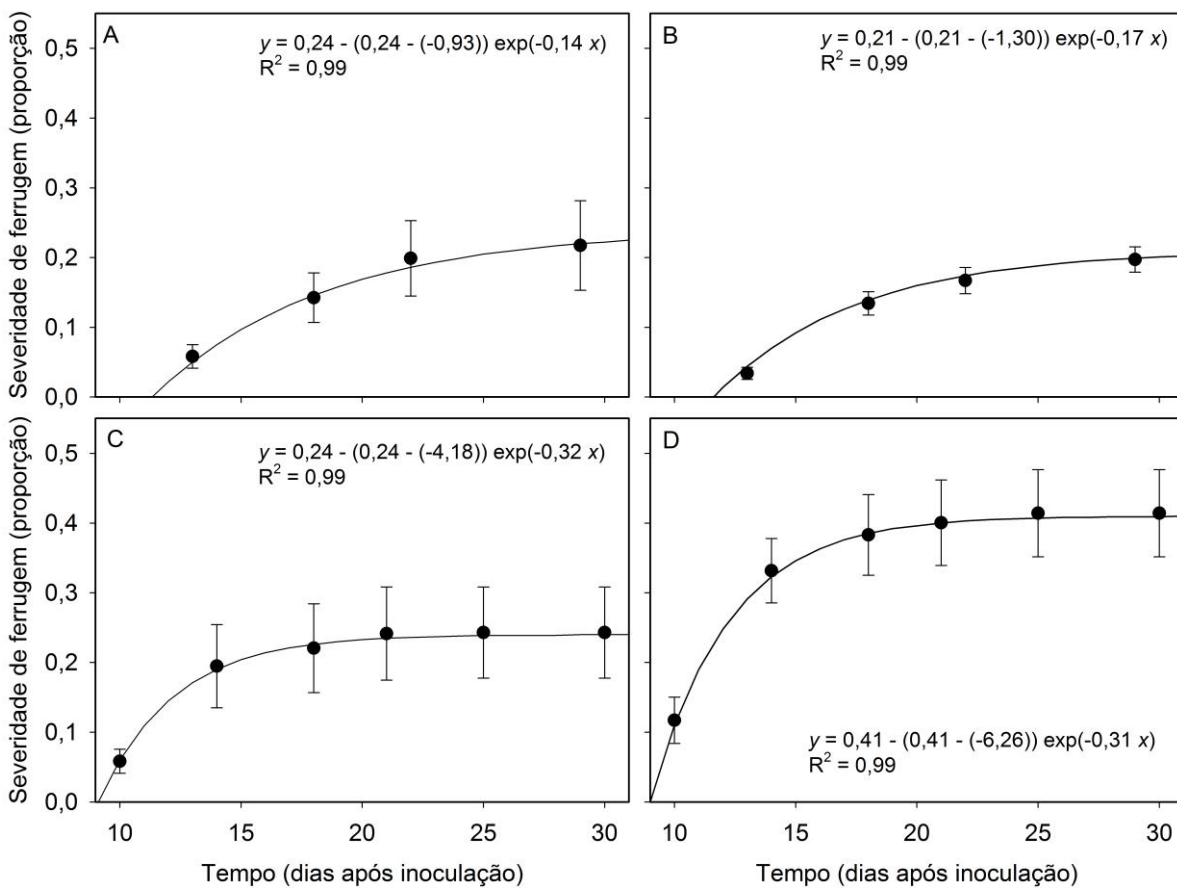 A
y = 0,24 - (0,24 - (-0,93)) exp(-0,14 x)
R² = 0,99
B
y = 0,21 - (0,21 - (-1,30)) exp(-0,17 x)
R² = 0,99
Severidade de ferrugem (proporção)
0,5
0,4
0,3
0,2
0,1
0,0
C
y = 0,24 - (0,24 - (-4,18)) exp(-0,32 x)
R² = 0,99
D
y = 0,41 - (0,41 - (-6,26)) exp(-0,31 x)
R² = 0,99
Severidade de ferrugem (proporção)
0,5
0,4
0,3
0,2
0,1
0,0
10 15 20 25 30
10 15 20 25 30
Tempo (dias após inoculação)
Tempo (dias após inoculação)